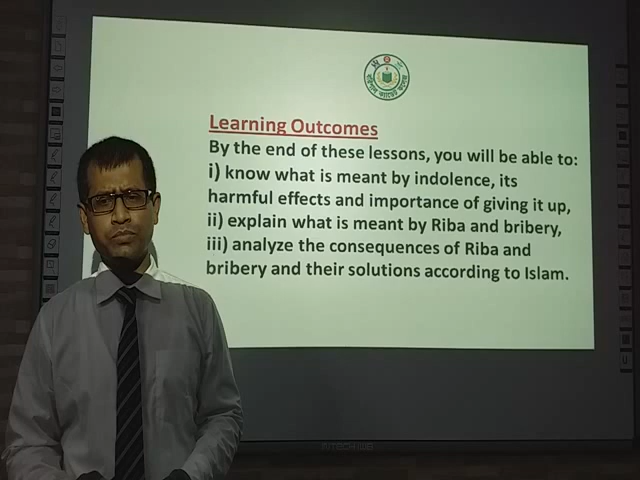 Learning Outcomes
By the end of these lessons, you will be able to:
i) know what is meant by indolence, its
harmful effects and importance of giving it up,
ii) explain what is meant by Riba and bribery,
iii) analyze the consequences of Riba and
bribery and their solutions according to Islam.